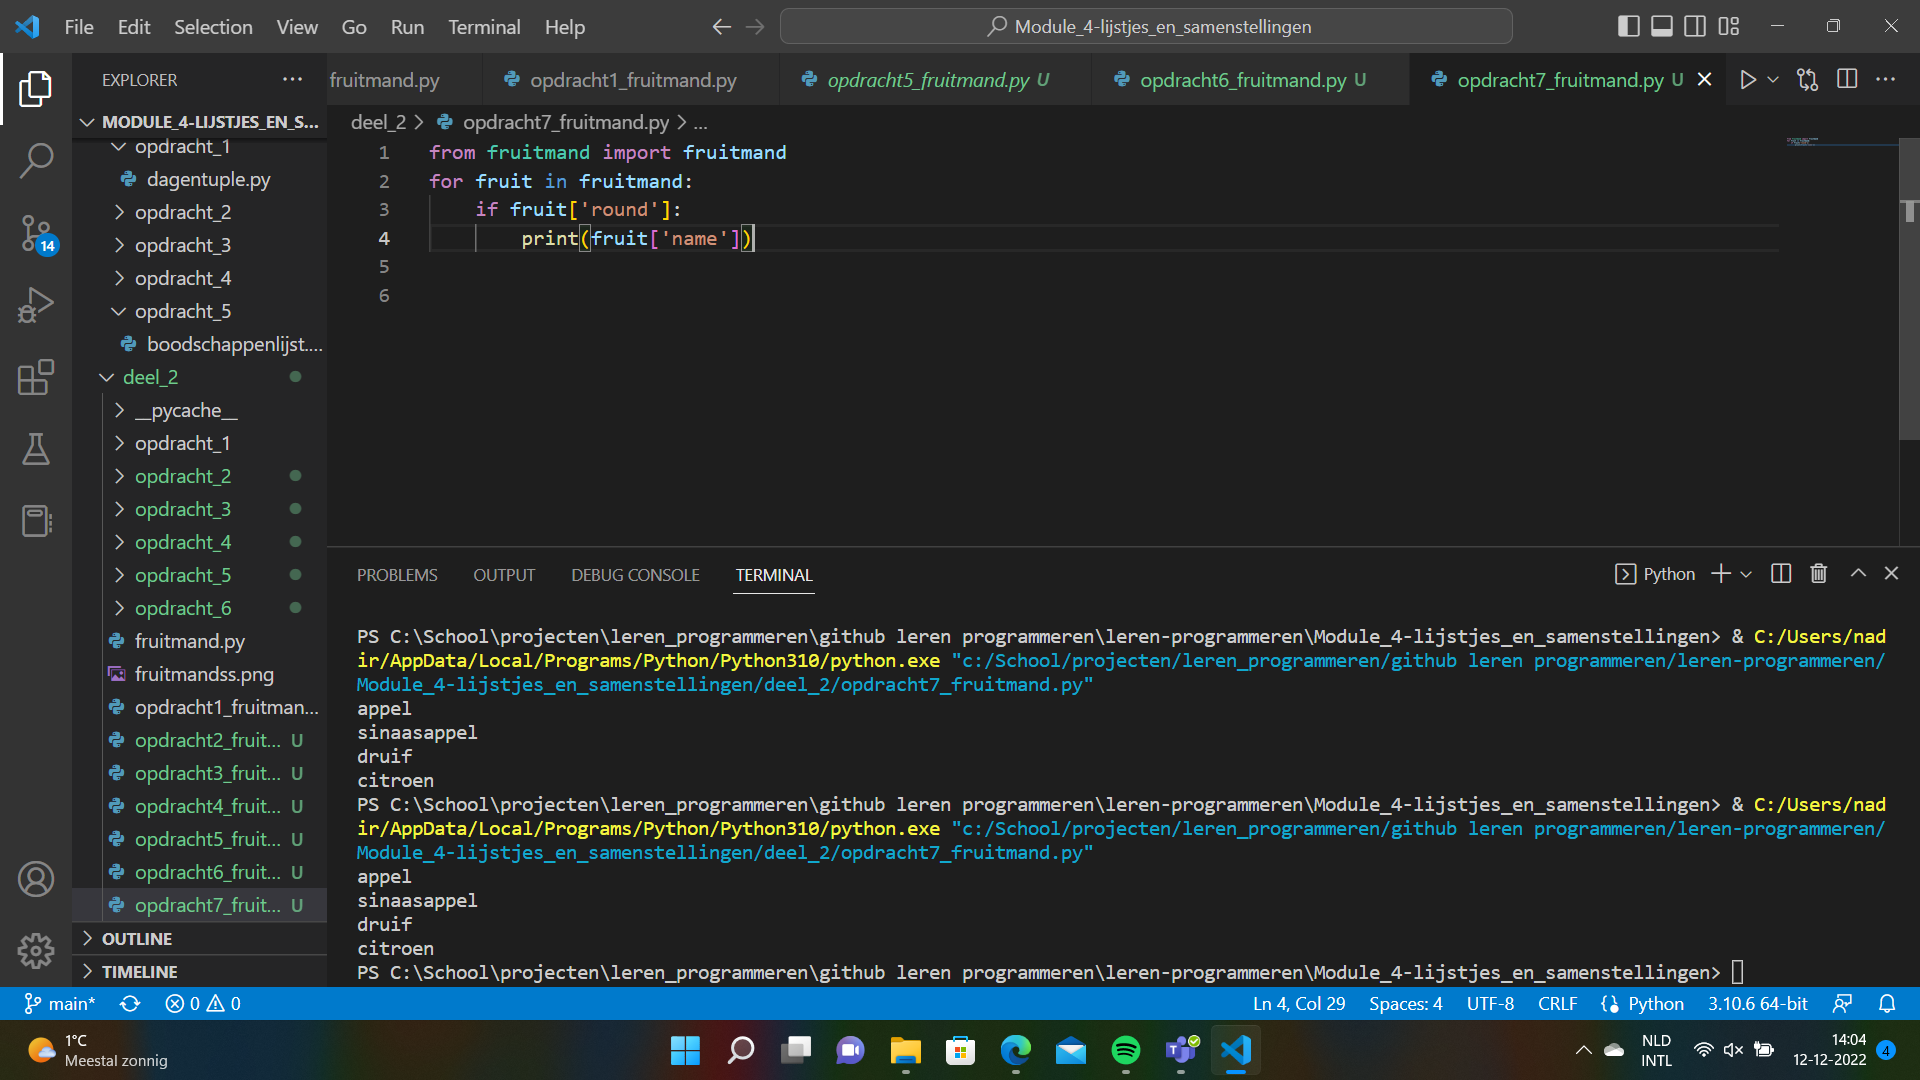 File Edit Selection View Go Run Terminal Help
Module_4-lijstjes_en_samenstellingen
EXPLORER
fruitmand.py opdracht1_fruitmand.py opdracht5_fruitmand.py U opdracht6_fruitmand.py U opdracht7_fruitmand.py U
MODULE_4-LIJSTJES_EN_S...
deel_2 > opdracht7_fruitmand.py > ...
opdracht_1
dagentuple.py
opdracht_2
opdracht_3
opdracht_4
opdracht_5
boodschappenlijst....
deel_2
__pycache__
opdracht_1
opdracht_2
opdracht_3
opdracht_4
opdracht_5
opdracht_6
fruitmand.py
fruitmandss.png
opdracht1_fruitman...
opdracht2_fruit... U
opdracht3_fruit... U
opdracht4_fruit... U
opdracht5_fruit... U
opdracht6_fruit... U
opdracht7_fruit... U
OUTLINE
TIMELINE
14
1 from fruitmand import fruitmand
2 for fruit in fruitmand:
3 if fruit['round']:
4 print(fruit['name'])
5
6
PROBLEMS OUTPUT DEBUG CONSOLE TERMINAL
Python
PS C:\School\projecten\leren_programmeren\github leren programmeren\leren-programmeren\Module_4-lijstjes_en_samenstellingen> & C:/Users/nad
ir/AppData/Local/Programs/Python/Python310/python.exe "c:/School/projecten/leren_programmeren/github leren programmeren/leren-programmeren/
Module_4-lijstjes_en_samenstellingen/deel_2/opdracht7_fruitmand.py"
appel
sinaasappel
druif
citroen
PS C:\School\projecten\leren_programmeren\github leren programmeren\leren-programmeren\Module_4-lijstjes_en_samenstellingen> & C:/Users/nad
ir/AppData/Local/Programs/Python/Python310/python.exe "c:/School/projecten/leren_programmeren/github leren programmeren/leren-programmeren/
Module_4-lijstjes_en_samenstellingen/deel_2/opdracht7_fruitmand.py"
appel
sinaasappel
druif
citroen
PS C:\School\projecten\leren_programmeren\github leren programmeren\leren-programmeren\Module_4-lijstjes_en_samenstellingen>
main* 0 0 Ln 4, Col 29 Spaces: 4 UTF-8 CRLF Python 3.10.6 64-bit
1°C
Meestal zonnig
NLD
INTL
14:04
12-12-2022
4